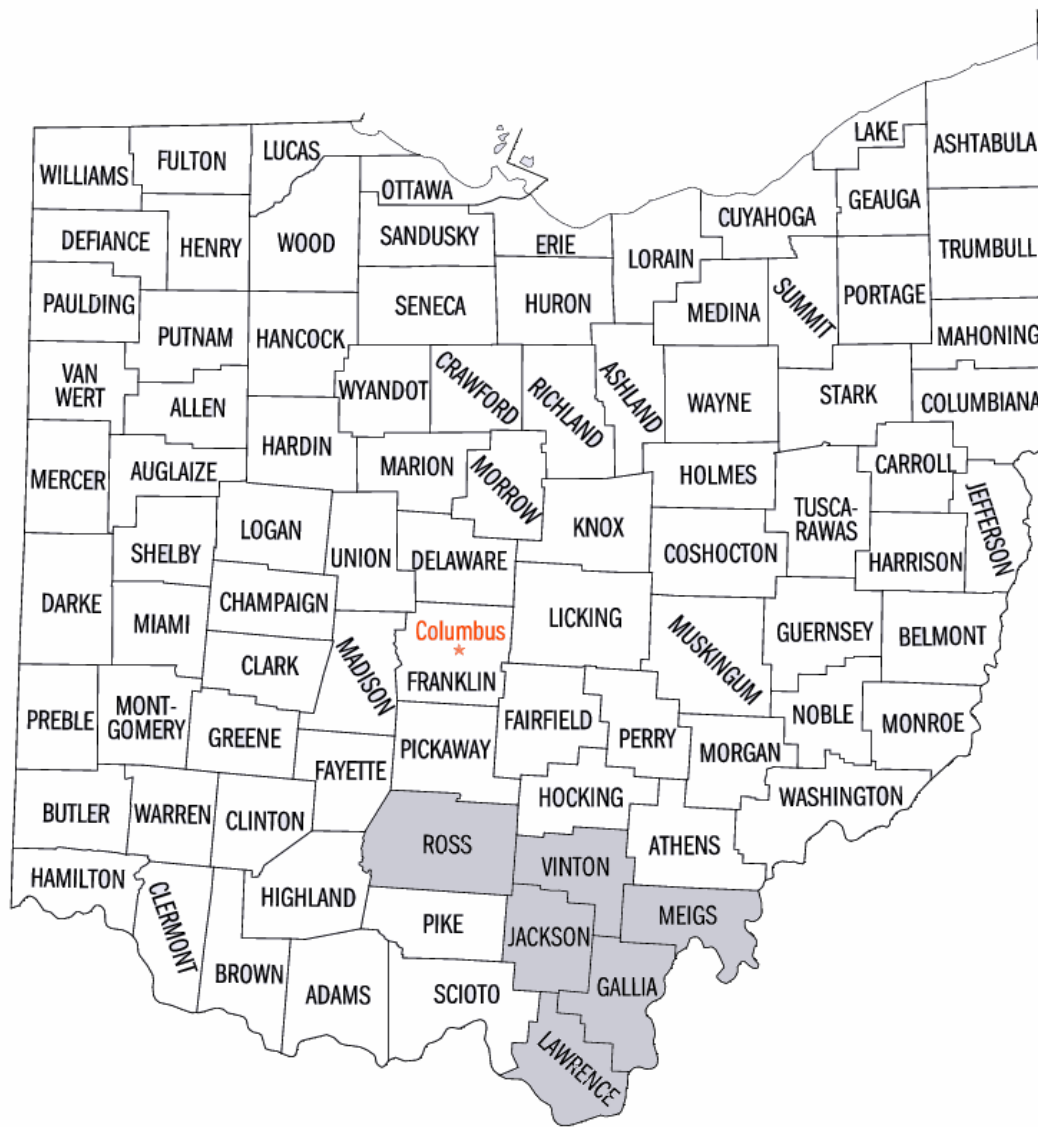 LAKE
ASHTABULA
LUCAS
FULTON
WILLIAMS
OTTAWA
GEAUGA
CUYAHOGA
SANDUSKY
ERIE
DEFIANCE
HENRY
WOOD
LORAIN
TRUMBULL
PORTAGE
SUMMIT
PAULDING
SENECA
HURON
MEDINA
PUTNAM
HANCOCK
MAHONING
VAN
WERT
WYANDOT
CRAWFORD
RICHLAND
ASHLAND
WAYNE
STARK
COLUMBIANA
ALLEN
HARDIN
MERCER
AUGLAIZE
MARION
MORROW
HOLMES
CARROLL
JEFFERSON
TUSCA-
RAWAS
LOGAN
KNOX
SHELBY
UNION
DELAWARE
COSHOCTON
HARRISON
DARKE
CHAMPAIGN
MIAMI
Columbus
LICKING
MUSKINGUM
GUERNSEY
BELMONT
CLARK
MADISON
FRANKLIN
PREBLE
MONT-
GOMERY
GREENE
PICKAWAY
FAIRFIELD
PERRY
MORGAN
NOBLE
MONROE
FAYETTE
HOCKING
WASHINGTON
BUTLER
WARREN
CLINTON
ROSS
VINTON
ATHENS
HAMILTON
CLERMONT
HIGHLAND
PIKE
JACKSON
MEIGS
BROWN
ADAMS
SCIOTO
GALLIA
LAWRENCE